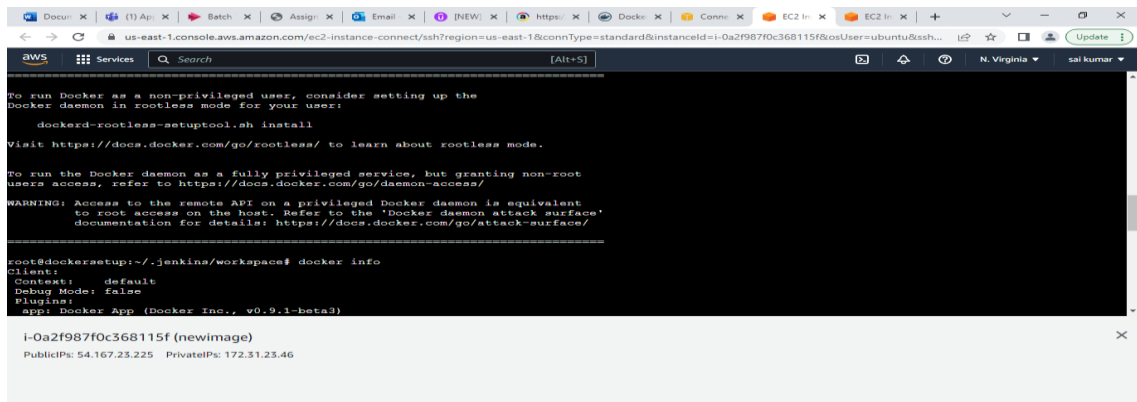 Docun (1) Ap Batch Assign Email [NEW] https:/ Docke Conne EC2 In EC2 In
us-east-1.console.aws.amazon.com/ec2-instance-connect/ssh?region=us-east-1&connType=standard&instanceId=i-0a2f987f0c368115f&osUser=ubuntu&ssh... Update
aws Services Search [Alt+S] N. Virginia sai kumar
To run Docker as a non-privileged user, consider setting up the
Docker daemon in rootless mode for your user:
dockerd-rootless-setuptool.sh install
Visit https://docs.docker.com/go/rootless/ to learn about rootless mode.
To run the Docker daemon as a fully privileged service, but granting non-root
users access, refer to https://docs.docker.com/go/daemon-access/
WARNING: Access to the remote API on a privileged Docker daemon is equivalent
to root access on the host. Refer to the 'Docker daemon attack surface'
documentation for details: https://docs.docker.com/go/attack-surface/
root@dockersetup:~/.jenkins/workspace# docker info
Client:
Context: default
Debug Mode: false
Plugins:
app: Docker App (Docker Inc., v0.9.1-beta3)
i-0a2f987f0c368115f (newimage)
PublicIPs: 54.167.23.225 PrivateIPs: 172.31.23.46